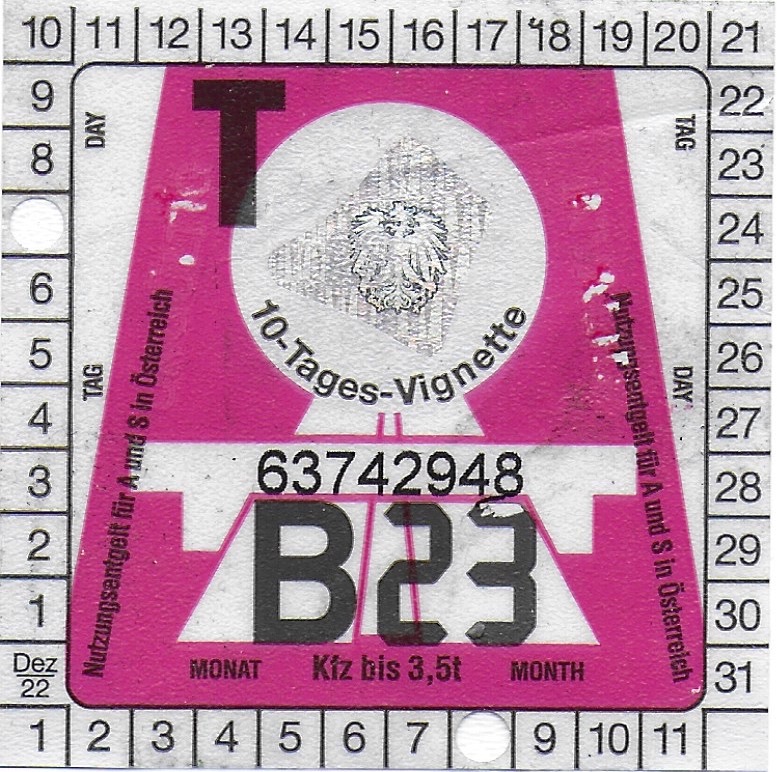 10 11 12 13 14 15 16 17 18 19 20 21
9 22
8 23
24
6 25
5 26
4 27
3 28
2 29
1 30
Dez
22
31
1 2 3 4 5 6 7 9 10 11
T
DAY
TAG
TAG
DAY
10-Tages-Vignette
Nutzungsentgelt für A und S in Österreich
Nutzungsentgelt für A und S in Österreich
63742948
B23
MONAT Kfz bis 3,5t MONTH